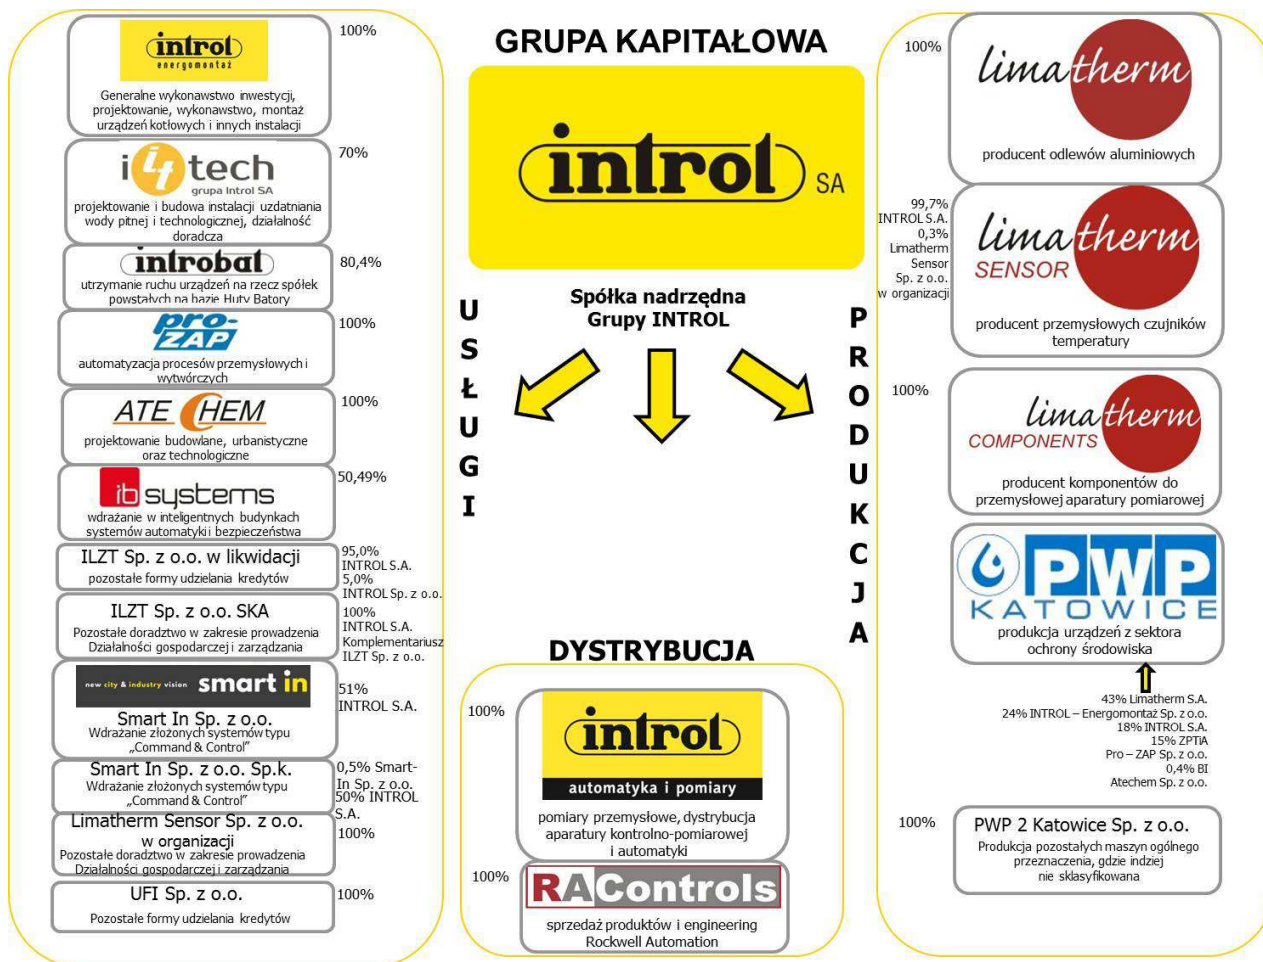 introl
energomontaż
100%
Generalne wykonawstwo inwestycji,
projektowanie, wykonawstwo, montaż
urządzeń kotłowych i innych instalacji
i4tech
grupa Introl SA
70%
projektowanie i budowa instalacji uzdatniania
wody pitnej i technologicznej, działalność
doradcza
introbat
80,4%
utrzymanie ruchu urządzeń na rzecz spółek
powstałych na bazie Huty Batory
pro-
ZAP
100%
automatyzacja procesów przemysłowych i
wytwórczych
ATECHEM
100%
projektowanie budowlane, urbanistyczne
oraz technologiczne
ib systems
50,49%
wdrażanie w inteligentnych budynkach
systemów automatyki i bezpieczeństwa
ILZT Sp. z o.o. w likwidacji
pozostałe formy udzielania kredytów
95,0%
INTROL S.A.
5,0%
INTROL Sp. z o.o.
ILZT Sp. z o.o. SKA
Pozostałe doradztwo w zakresie prowadzenia
Działalności gospodarczej i zarządzania
100%
INTROL S.A.
Komplementariusz
ILZT Sp. z o.o.
new city & industry vision smart in
Smart In Sp. z o.o.
Wdrażanie złożonych systemów typu
„Command & Control”
51%
INTROL S.A.
Smart In Sp. z o.o. Sp.k.
Wdrażanie złożonych systemów typu
„Command & Control”
0,5% Smart-
In Sp. z o.o.
50% INTROL
S.A.
Limatherm Sensor Sp. z o.o.
w organizacji
Pozostałe doradztwo w zakresie prowadzenia
Działalności gospodarczej i zarządzania
100%
UFI Sp. z o.o.
Pozostałe formy udzielania kredytów
100%
GRUPA KAPITAŁOWA
introl SA
Spółka nadrzędna
Grupy INTROL
USŁUGI
PRODUKCJA
DYSTRYBUCJA
100%
introl
automatyka i pomiary
pomiary przemysłowe, dystrybucja
aparatury kontrolno-pomiarowej
i automatyki
100%
RAControls
sprzedaż produktów i engineering
Rockwell Automation
100%
limatherm
producent odlewów aluminiowych
99,7%
INTROL S.A.
0,3%
Limatherm
Sensor
Sp. z o.o.
w organizacji
limatherm
SENSOR
producent przemysłowych czujników
temperatury
100%
limatherm
COMPONENTS
producent komponentów do
przemysłowej aparatury pomiarowej
PWP
KATOWICE
produkcja urządzeń z sektora
ochrony środowiska
43% Limatherm S.A.
24% INTROL – Energomontaż Sp. z o.o.
18% INTROL S.A.
15% ZPTiA
Pro – ZAP Sp. z o.o.
0,4% BI
Atechem Sp. z o.o.
100%
PWP 2 Katowice Sp. z o.o.
Produkcja pozostałych maszyn ogólnego
przeznaczenia, gdzie indziej
nie sklasyfikowana